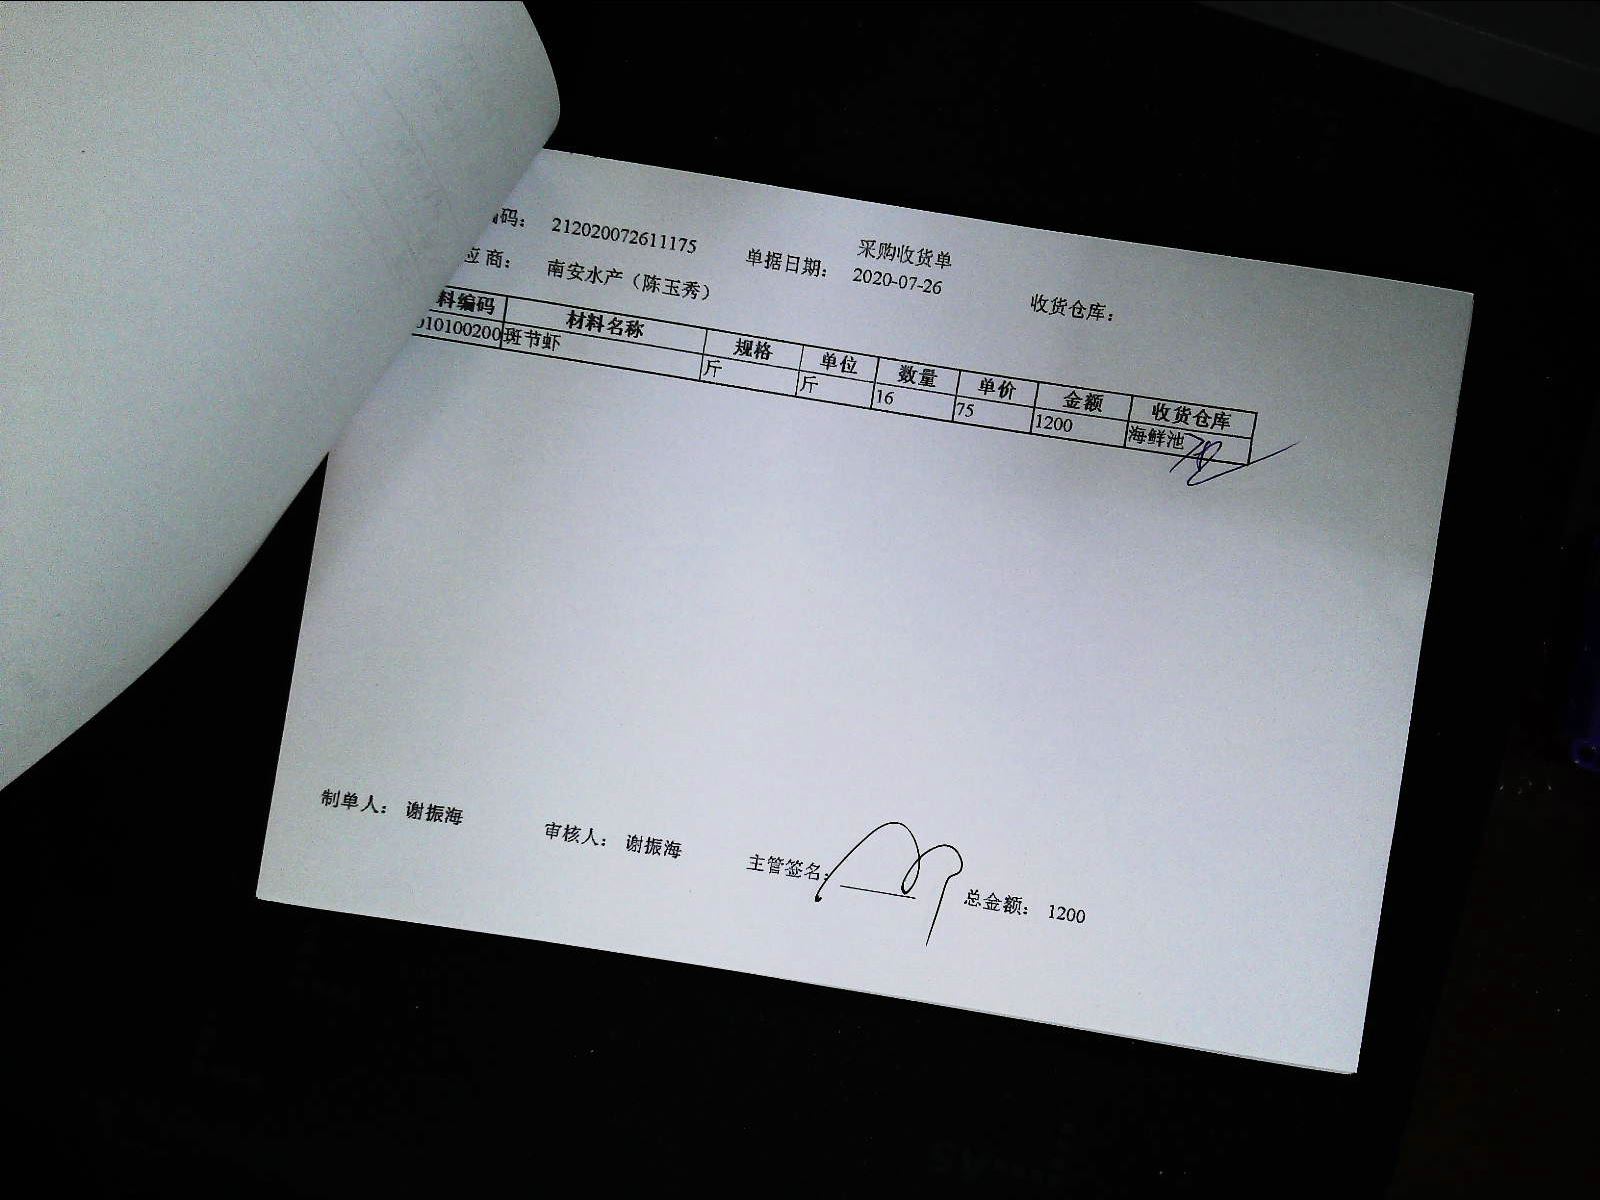 采购收货单
码： 212020072611175 单据日期： 2020-07-26 收货仓库：
应商： 南安水产（陈玉秀）
料编码 材料名称 规格 单位 数量 单价 金额 收货仓库
10100200 斑节虾 斤 斤 16 75 1200 海鲜池
制单人： 谢振海 审核人： 谢振海 主管签名： 总金额： 1200